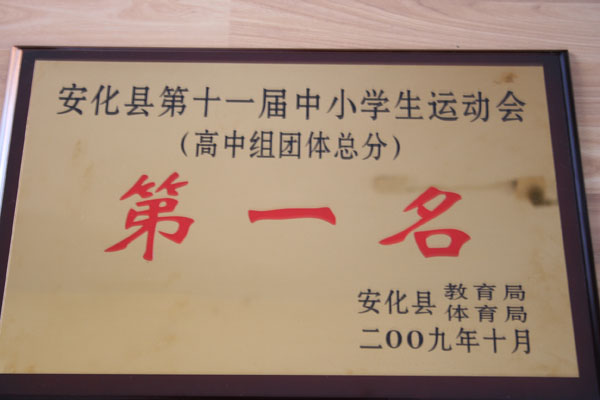 安化县第十一届中小学生运动会
(高中组团体总分)
第一名
安化县 教育局
体育局
二00九年十月